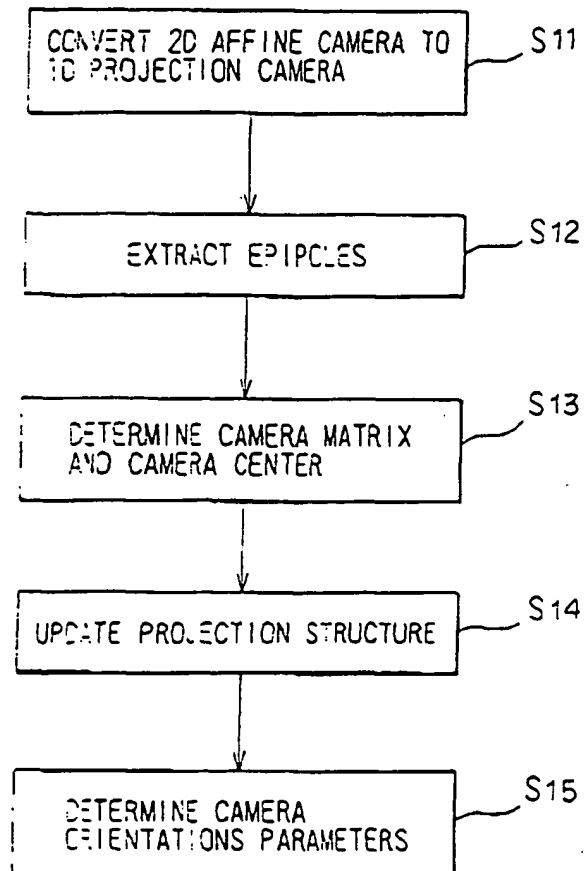 CONVERT 2D AFFINE CAMERA TO
1D PROJECTION CAMERA
S11
EXTRACT EPIPOLES
S12
DETERMINE CAMERA MATRIX
AND CAMERA CENTER
S13
UPDATE PROJECTION STRUCTURE
S14
DETERMINE CAMERA
ORIENTATIONS PARAMETERS
S15